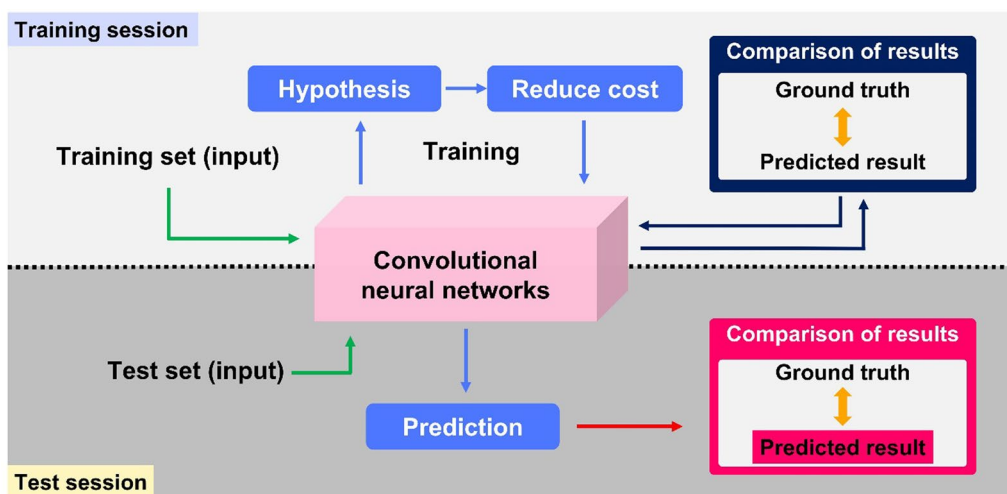 Training session
Hypothesis
Reduce cost
Training
Training set (input)
Comparison of results
Ground truth
Predicted result
Convolutional
neural networks
Test set (input)
Prediction
Comparison of results
Ground truth
Predicted result
Test session